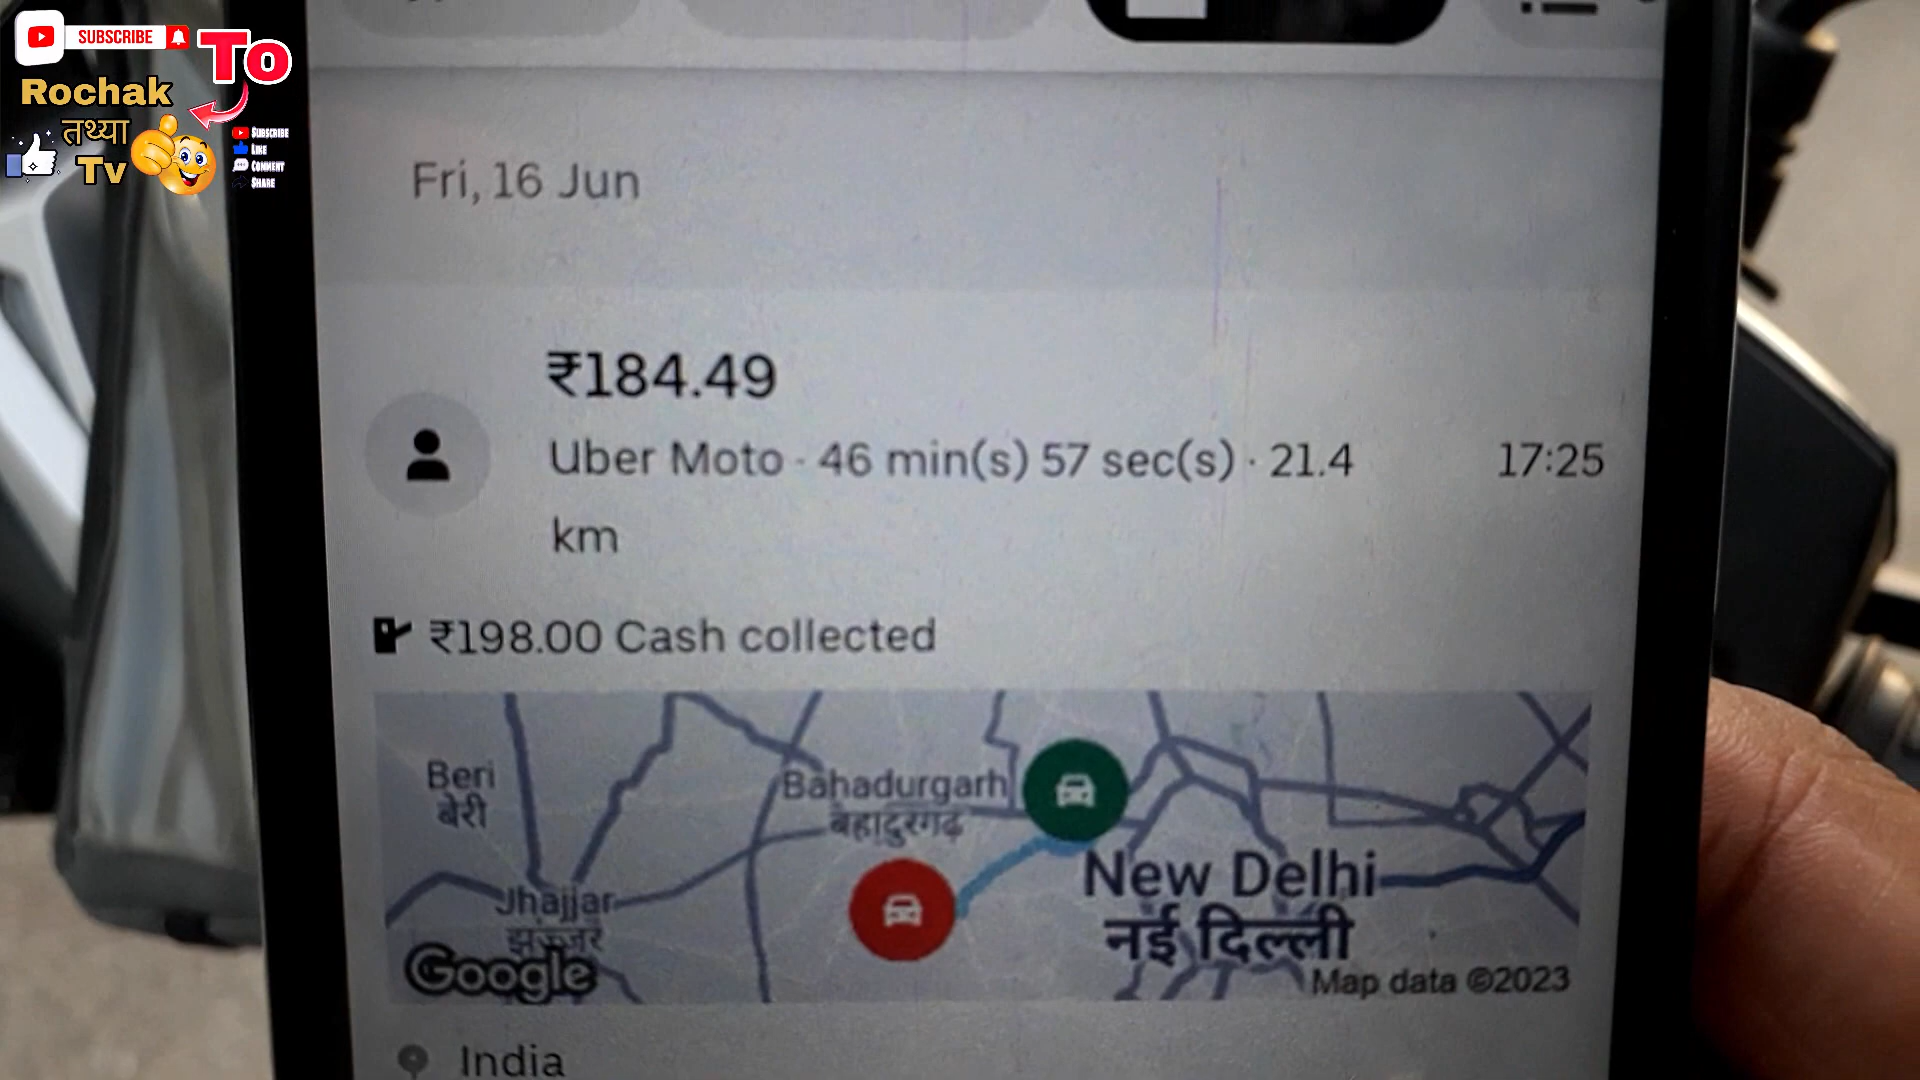 SUBSCRIBE
To
Rochak
तथ्या
Tv
SUBSCRIBE
LIKE
COMMENT
SHARE
Fri, 16 Jun
₹184.49
Uber Moto · 46 min(s) 57 sec(s) · 21.4
km
17:25
₹198.00 Cash collected
Beri
बेरी
Bahadurgarh
बहादुरगढ़
Jhajjar
झज्जर
New Delhi
नई दिल्ली
Google
Map data ©2023
India